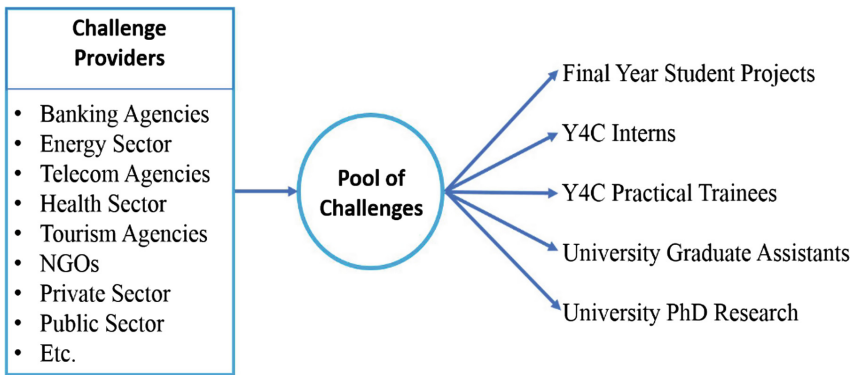 Challenge
Providers
• Banking Agencies
• Energy Sector
• Telecom Agencies
• Health Sector
• Tourism Agencies
• NGOs
• Private Sector
• Public Sector
• Etc.
Pool of
Challenges
Final Year Student Projects
Y4C Interns
Y4C Practical Trainees
University Graduate Assistants
University PhD Research